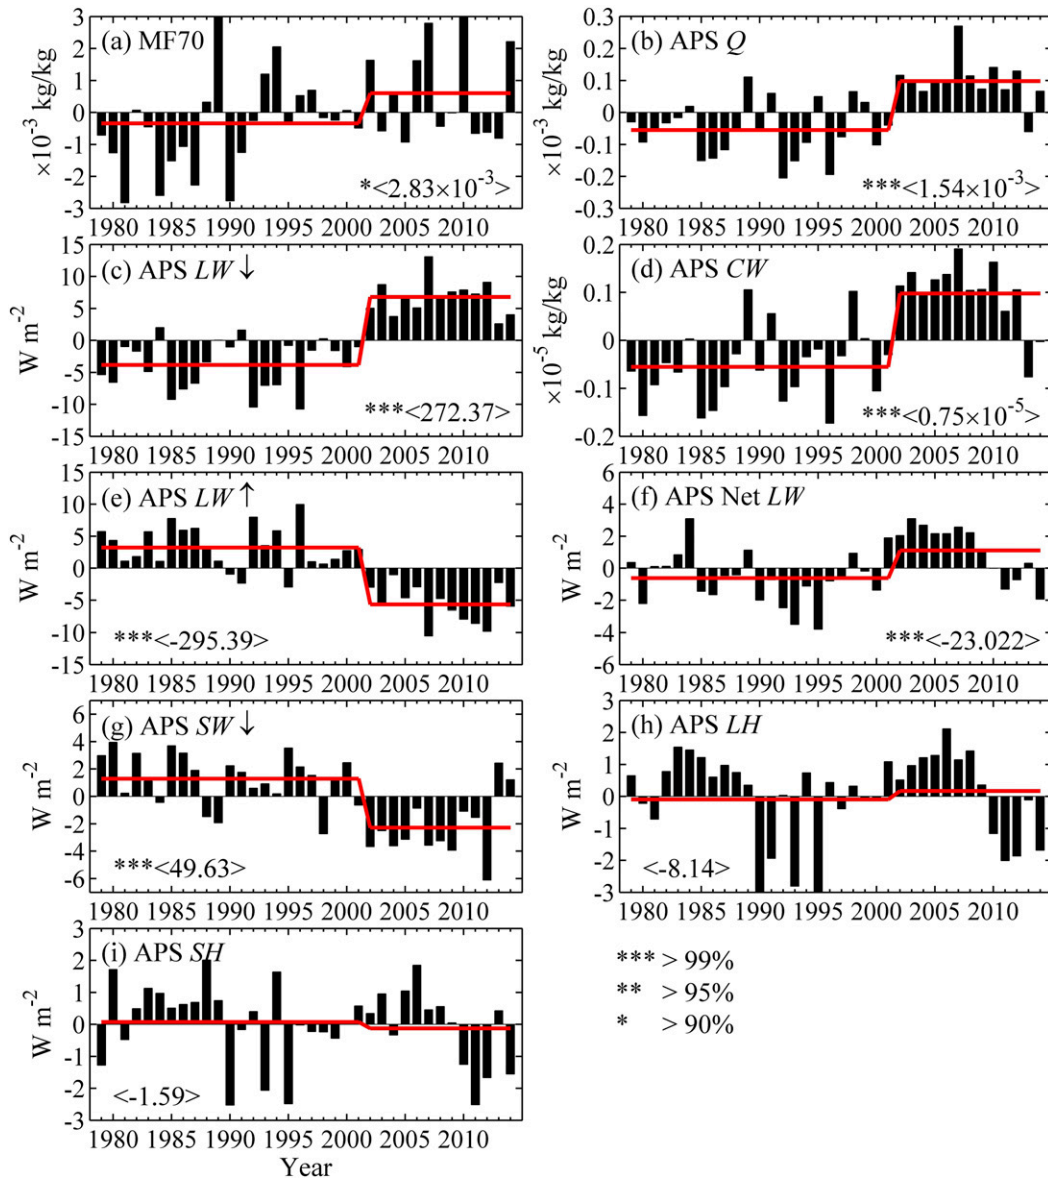 (a) MF70
×10⁻³ kg/kg
3
2
1
0
-1
-2
-3
*<2.83×10⁻³>
1980 1985 1990 1995 2000 2005 2010
(b) APS Q
×10⁻³ kg/kg
0.3
0.2
0.1
0
-0.1
-0.2
-0.3
***<1.54×10⁻³>
1980 1985 1990 1995 2000 2005 2010
(c) APS LW ↓
W m⁻²
15
10
5
0
-5
-10
-15
***<272.37>
1980 1985 1990 1995 2000 2005 2010
(d) APS CW
×10⁻⁵ kg/kg
0.2
0.1
0
-0.1
-0.2
***<0.75×10⁻⁵>
1980 1985 1990 1995 2000 2005 2010
(e) APS LW ↑
W m⁻²
15
10
5
0
-5
-10
-15
***<-295.39>
1980 1985 1990 1995 2000 2005 2010
(f) APS Net LW
W m⁻²
6
4
2
0
-2
-4
-6
***<-23.022>
1980 1985 1990 1995 2000 2005 2010
(g) APS SW ↓
W m⁻²
6
4
2
0
-2
-4
-6
***<49.63>
1980 1985 1990 1995 2000 2005 2010
(h) APS LH
W m⁻²
3
2
1
0
-1
-2
-3
<-8.14>
1980 1985 1990 1995 2000 2005 2010
(i) APS SH
W m⁻²
3
2
1
0
-1
-2
-3
<-1.59>
1980 1985 1990 1995 2000 2005 2010
Year
*** > 99%
** > 95%
* > 90%